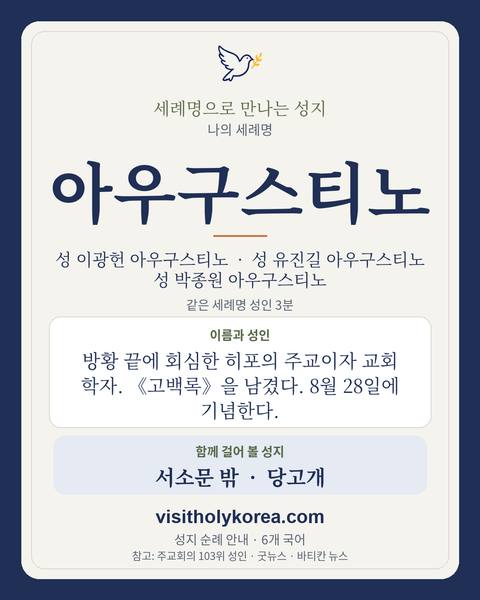 세례명으로 만나는 성지
나의 세례명
아우구스티노
성 이광헌 아우구스티노 · 성 유진길 아우구스티노
성 박종원 아우구스티노
같은 세례명 성인 3분
이름과 성인
방황 끝에 회심한 히포의 주교이자 교회
학자. 《고백록》을 남겼다. 8월 28일에
기념한다.
함께 걸어 볼 성지
서소문 밖 · 당고개
visitholykorea.com
성지 순례 안내 · 6개 국어
참고: 주교회의 103위 성인 · 굿뉴스 · 바티칸 뉴스